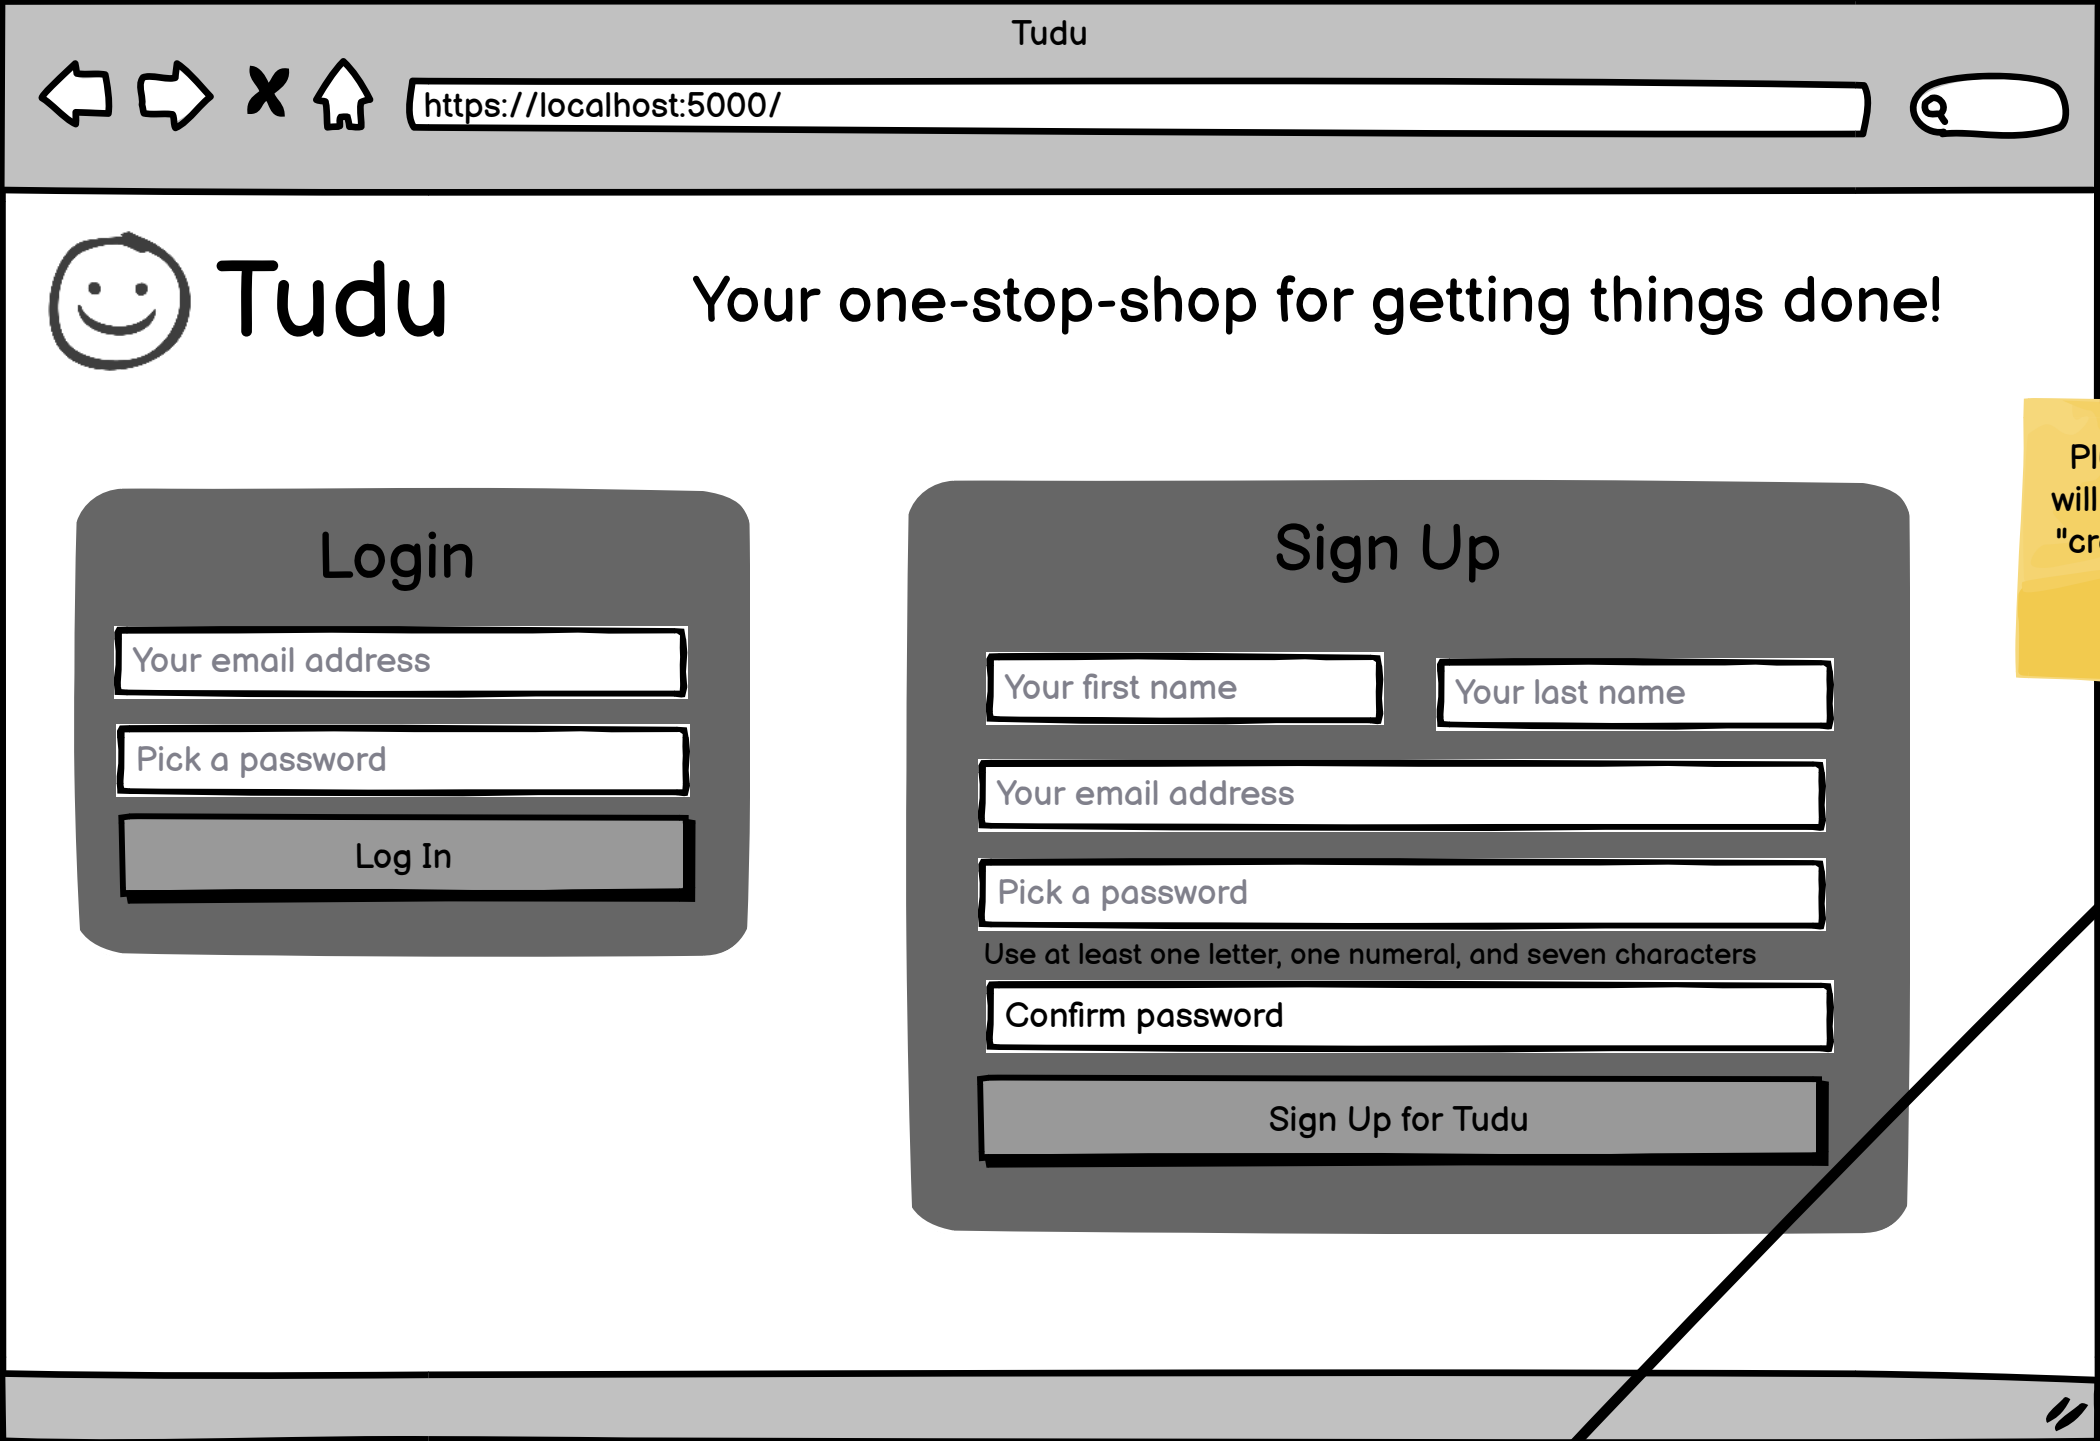 Tudu
https://localhost:5000/
Tudu
Your one-stop-shop for getting things done!
Login
Your email address
Pick a password
Log In
Sign Up
Your first name
Your last name
Your email address
Pick a password
Use at least one letter, one numeral, and seven characters
Confirm password
Sign Up for Tudu
will